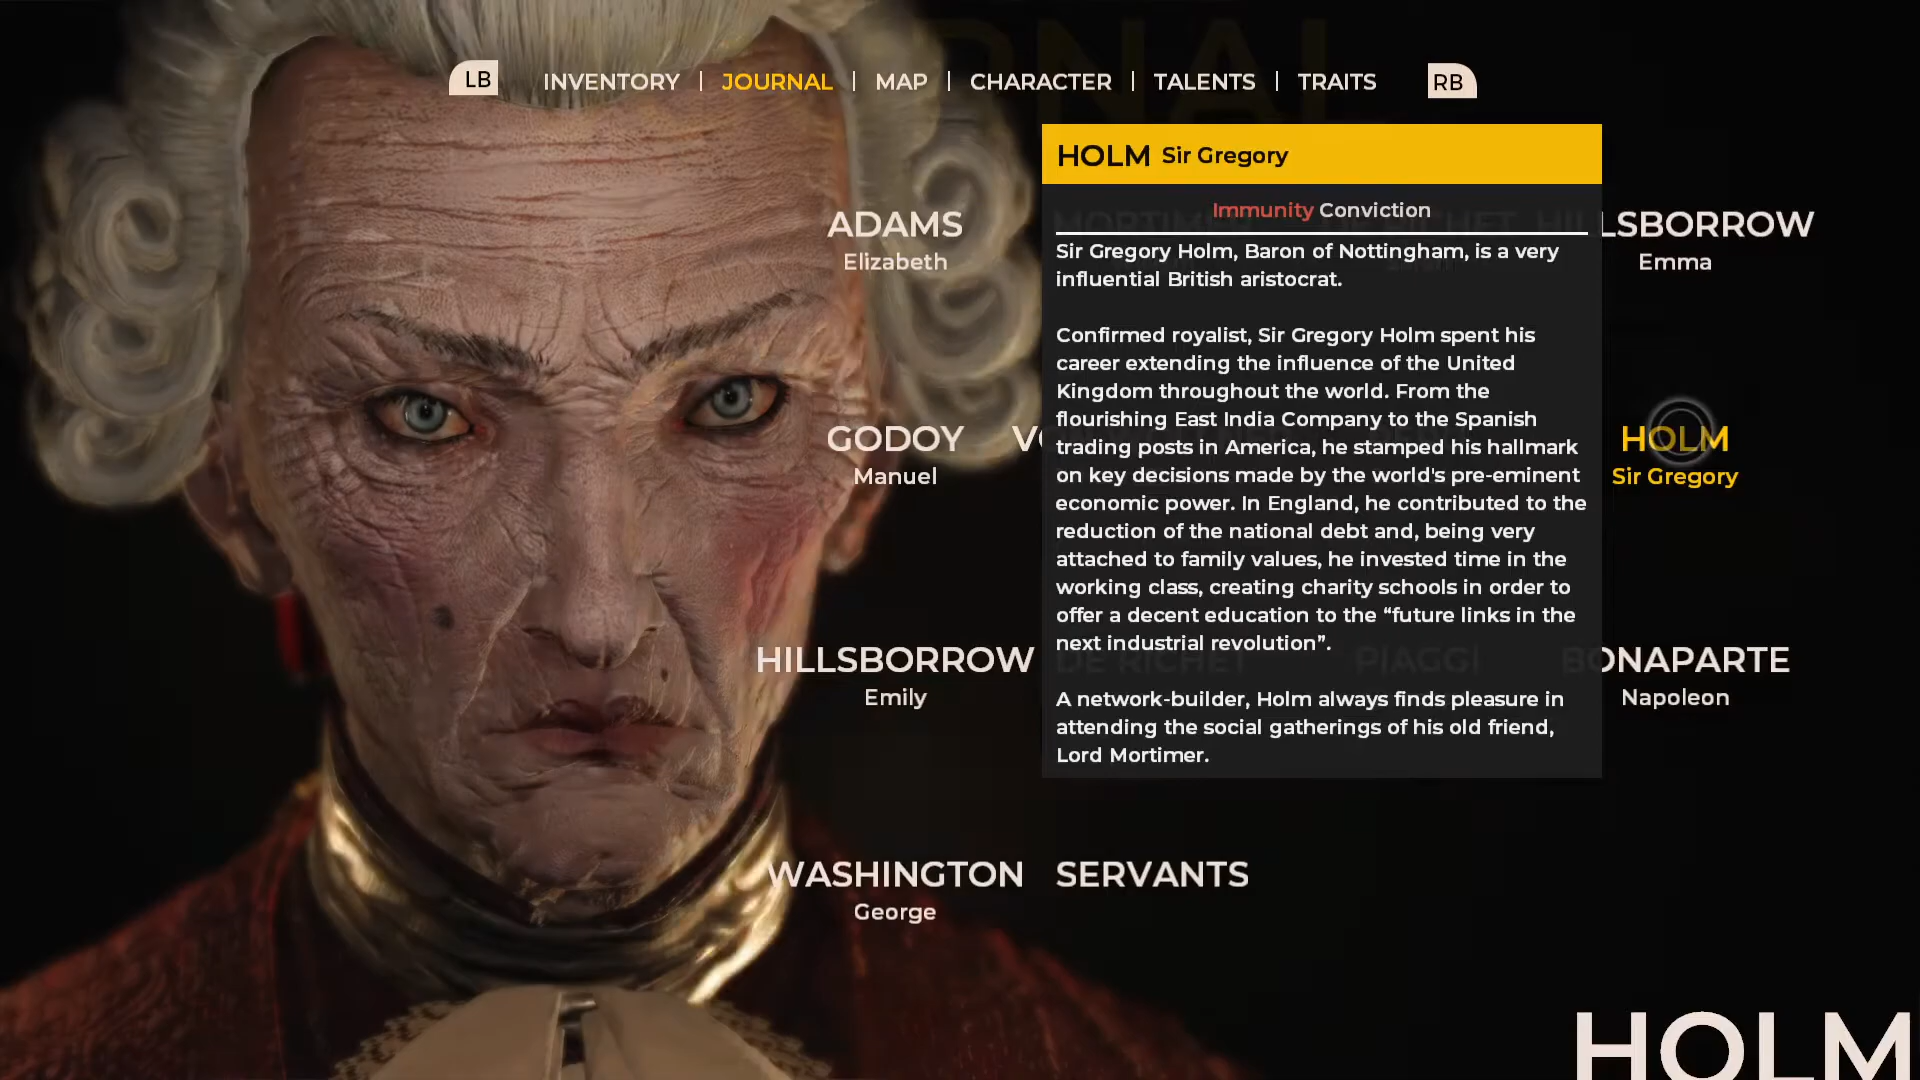 LB INVENTORY | JOURNAL | MAP | CHARACTER | TALENTS | TRAITS RB
HOLM Sir Gregory
Immunity Conviction
Sir Gregory Holm, Baron of Nottingham, is a very
influential British aristocrat.
Confirmed royalist, Sir Gregory Holm spent his
career extending the influence of the United
Kingdom throughout the world. From the
flourishing East India Company to the Spanish
trading posts in America, he stamped his hallmark
on key decisions made by the world's pre-eminent
economic power. In England, he contributed to the
reduction of the national debt and, being very
attached to family values, he invested time in the
working class, creating charity schools in order to
offer a decent education to the “future links in the
next industrial revolution”.
A network-builder, Holm always finds pleasure in
attending the social gatherings of his old friend,
Lord Mortimer.
ADAMS
Elizabeth
HILLSBORROW
Emma
GODOY
Manuel
HOLM
Sir Gregory
HILLSBORROW
Emily
DE RICHET
PIAGGI
BONAPARTE
Napoleon
WASHINGTON
George
SERVANTS
HOLM